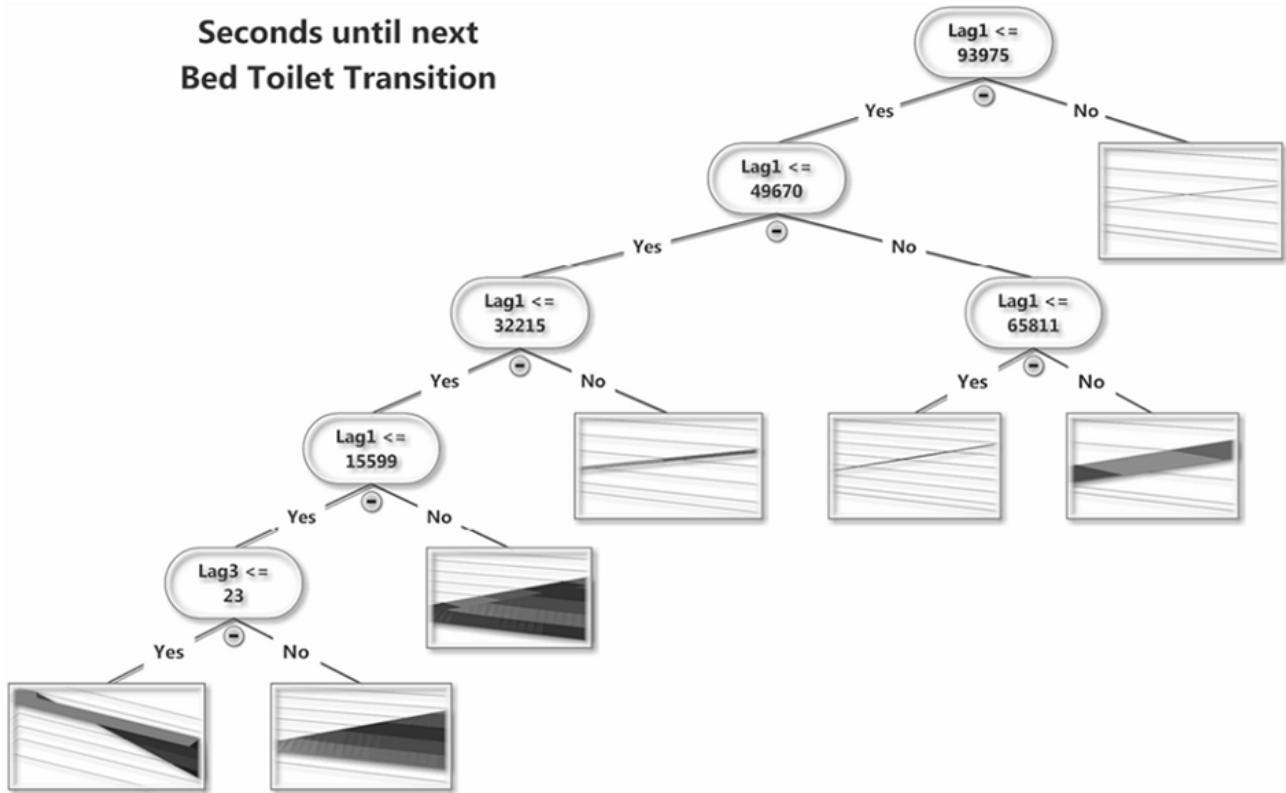 Seconds until next
Bed Toilet Transition
Lag1 <=
93975
Yes
No
Lag1 <=
49670
Yes
No
Lag1 <=
32215
Lag1 <=
65811
Yes
No
Yes
No
Lag1 <=
15599
Yes
No
Lag3 <=
23
Yes
No